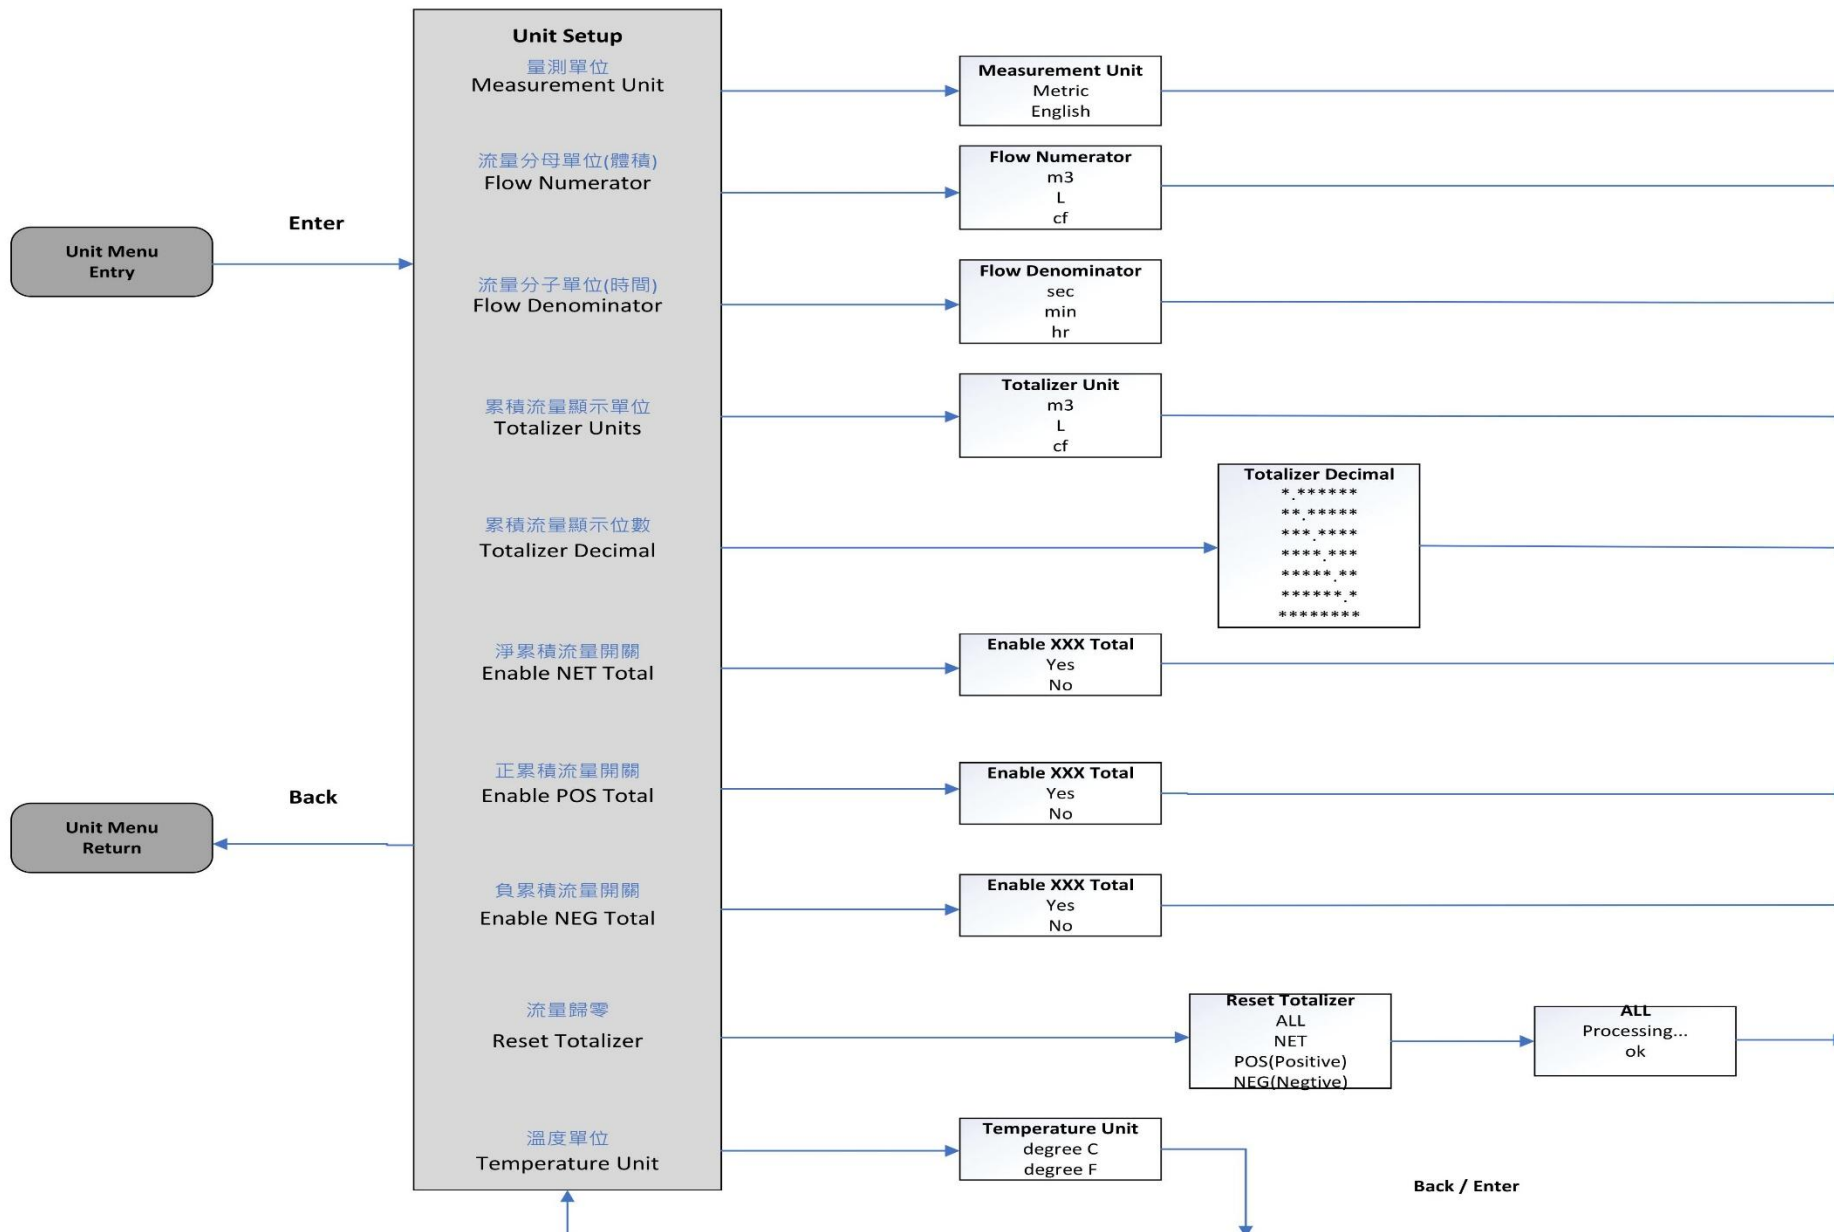 Unit Setup
量測單位
Measurement Unit
Measurement Unit
Metric
English
流量分母單位(體積)
Flow Numerator
Flow Numerator
m3
L
cf
Enter
Unit Menu
Entry
流量分子單位(時間)
Flow Denominator
Flow Denominator
sec
min
hr
累積流量顯示單位
Totalizer Units
Totalizer Unit
m3
L
cf
累積流量顯示位數
Totalizer Decimal
Totalizer Decimal
*.******
**.*****
***.****
****.***
*****.**
******.*
********
淨累積流量開關
Enable NET Total
Enable XXX Total
Yes
No
正累積流量開關
Enable POS Total
Enable XXX Total
Yes
No
Back
Unit Menu
Return
負累積流量開關
Enable NEG Total
Enable XXX Total
Yes
No
流量歸零
Reset Totalizer
Reset Totalizer
ALL
NET
POS(Positive)
NEG(Negtive)
ALL
Processing...
ok
溫度單位
Temperature Unit
Temperature Unit
degree C
degree F
Back / Enter